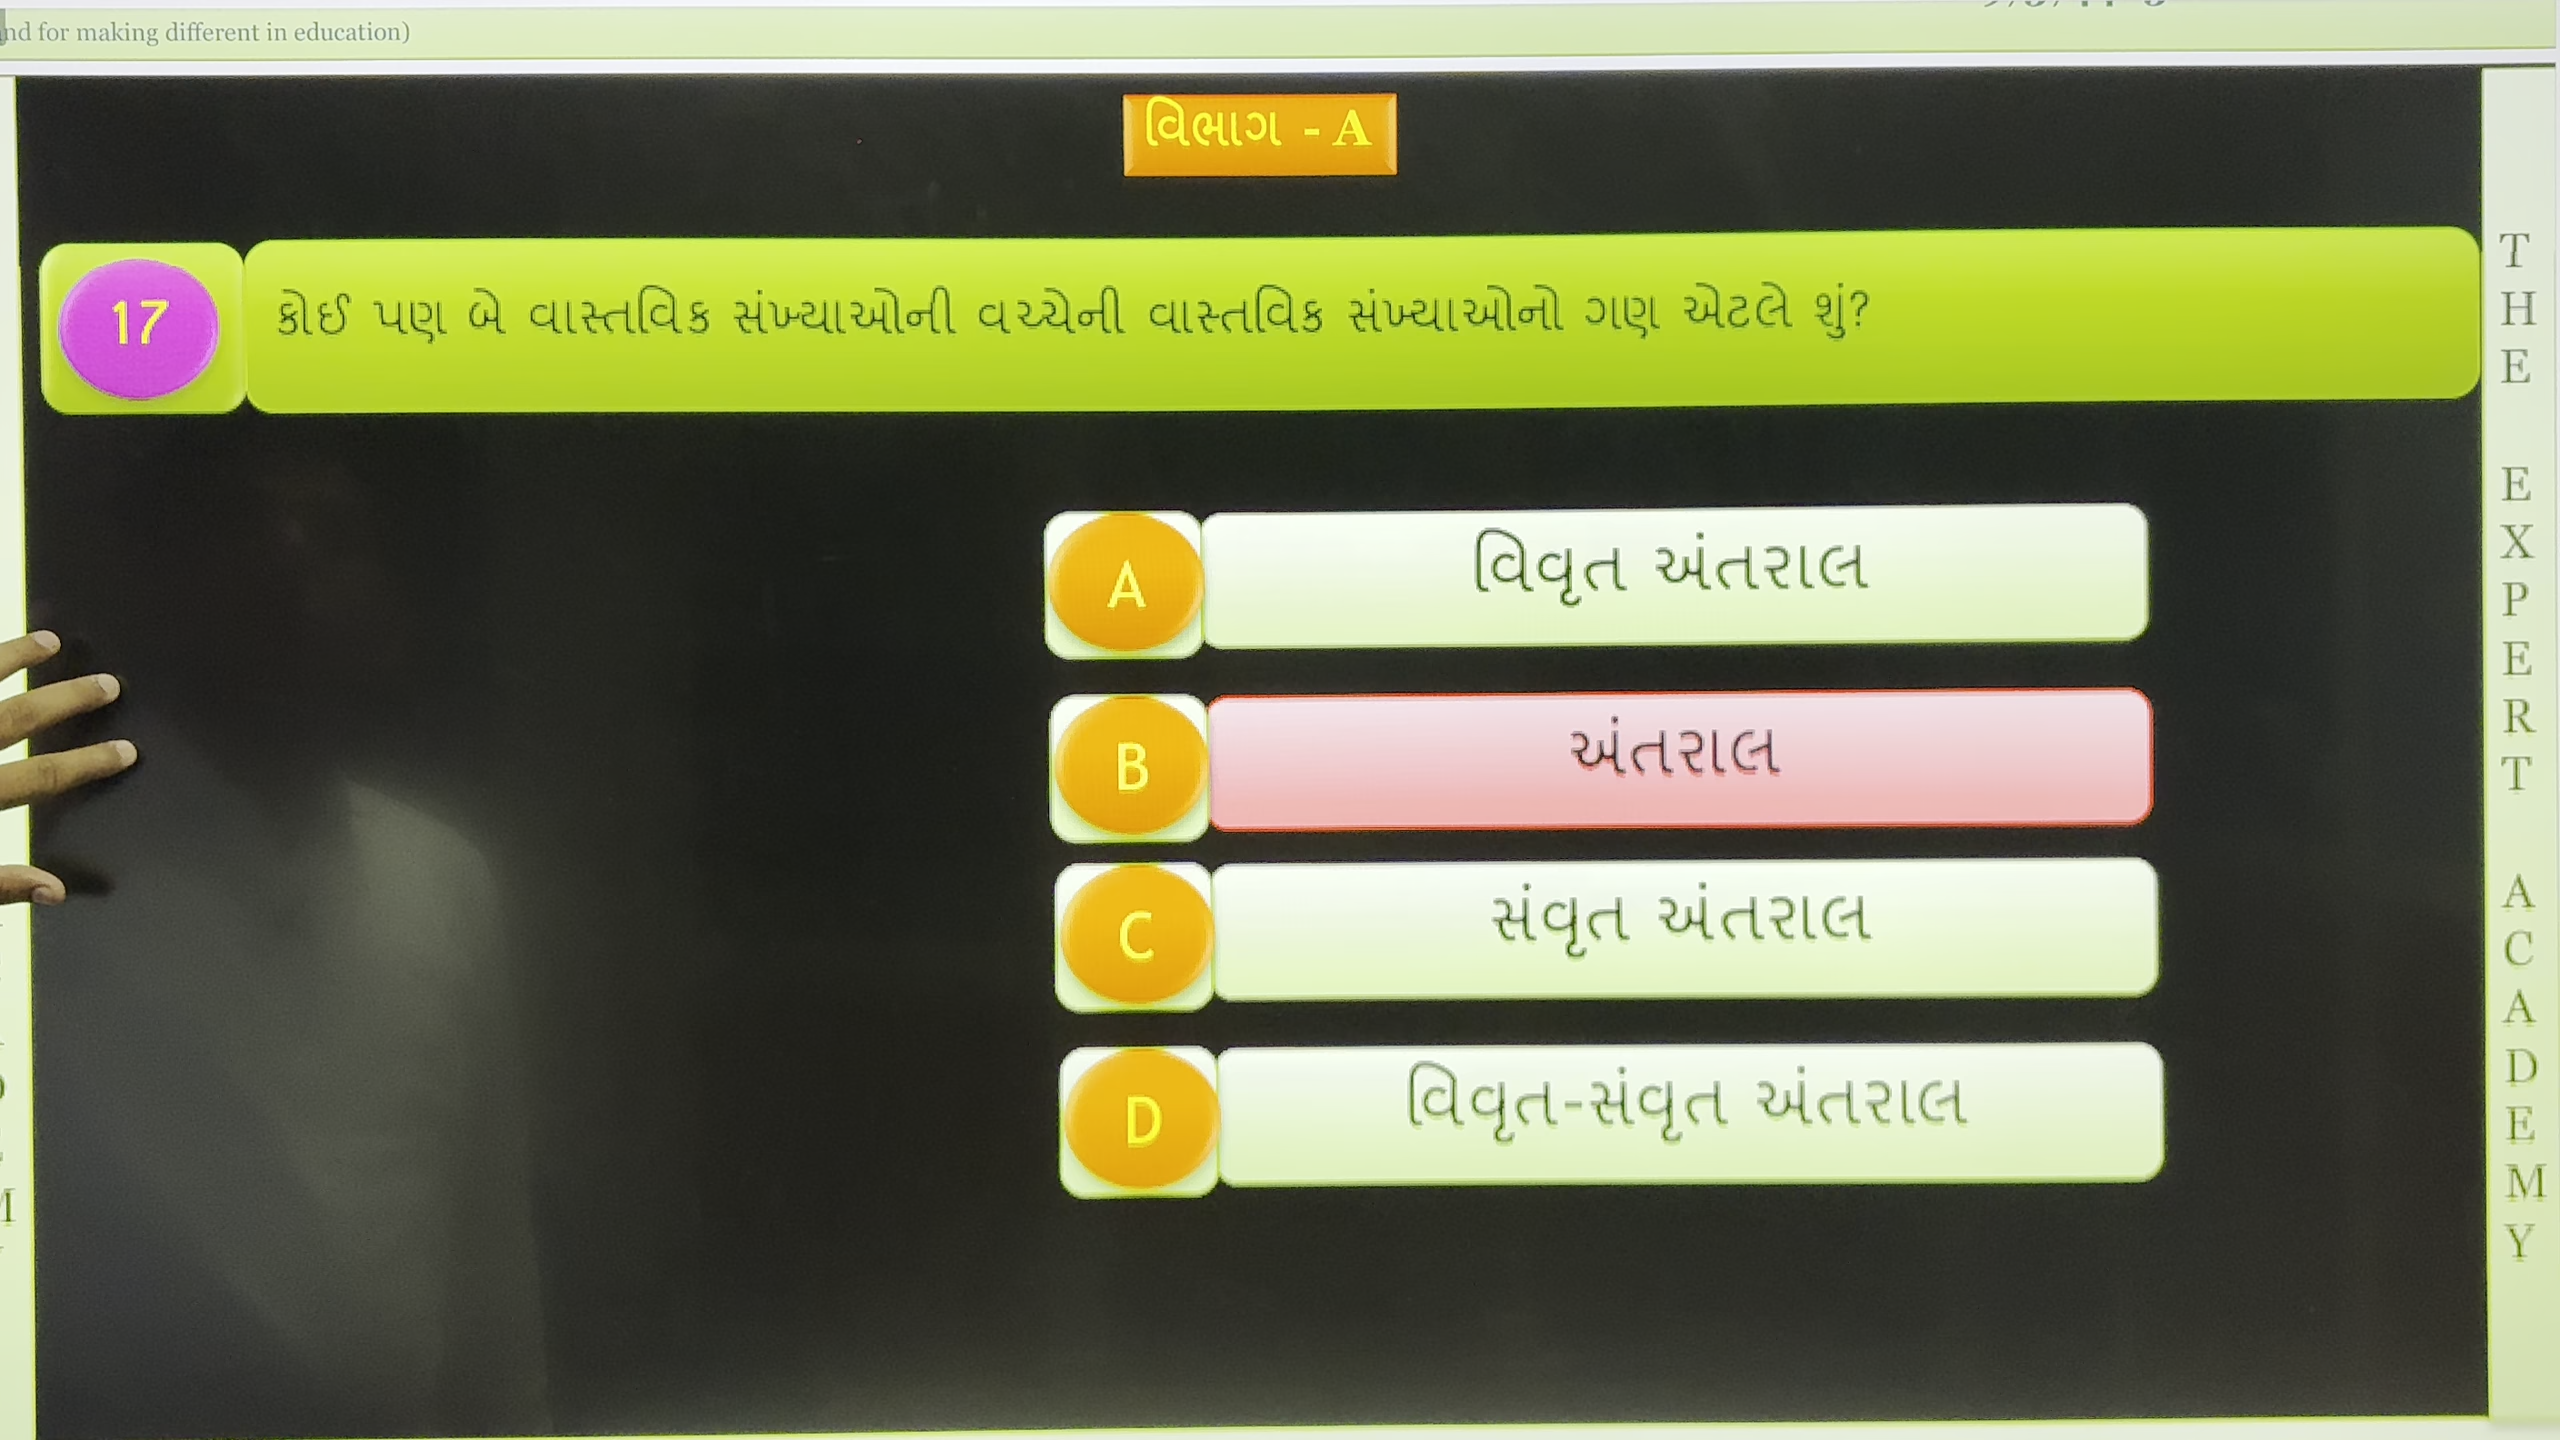 nd for making different in education)
વિભાગ - A
17 કોઈ પણ બે વાસ્તવિક સંખ્યાઓની વચ્ચેની વાસ્તવિક સંખ્યાઓનો ગણ એટલે શું?
A વિવૃત અંતરાલ
B અંતરાલ
C સંવૃત અંતરાલ
D વિવૃત-સંવૃત અંતરાલ
THE EXPERT ACADEMY